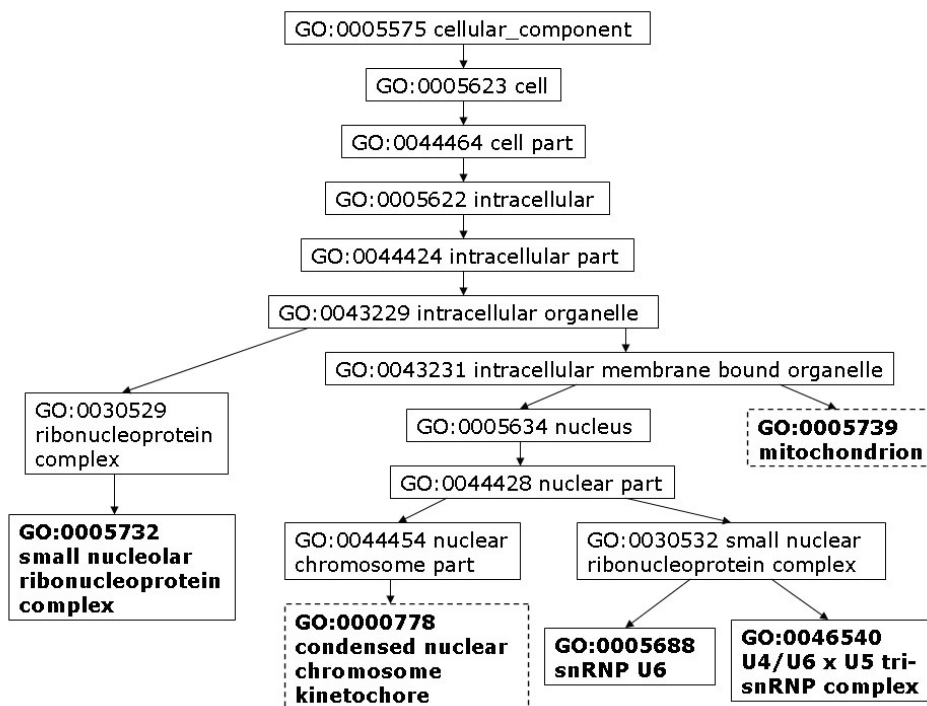 GO:0005575 cellular_component
GO:0005623 cell
GO:0044464 cell part
GO:0005622 intracellular
GO:0044424 intracellular part
GO:0043229 intracellular organelle
GO:0043231 intracellular membrane bound organelle
GO:0030529
ribonucleoprotein
complex
GO:0005634 nucleus
GO:0005739
mitochondrion
GO:0044428 nuclear part
GO:0005732
small nucleolar
ribonucleoprotein
complex
GO:0044454 nuclear
chromosome part
GO:0030532 small nuclear
ribonucleoprotein complex
GO:0000778
condensed nuclear
chromosome
kinetochore
GO:0005688
snRNP U6
GO:0046540
U4/U6 x U5 tri-
snRNP complex